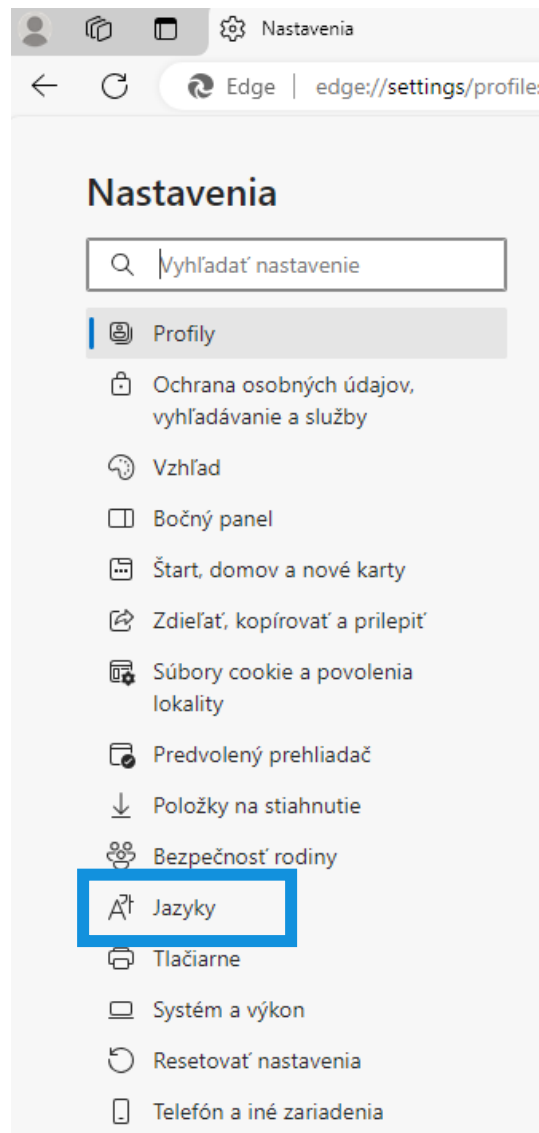 Nastavenia
Edge | edge://settings/profiles
Nastavenia
Vyhľadať nastavenie
Profily
Ochrana osobných údajov,
vyhľadávanie a služby
Vzhľad
Bočný panel
Štart, domov a nové karty
Zdieľať, kopírovať a prilepiť
Súbory cookie a povolenia
lokality
Predvolený prehliadač
Položky na stiahnutie
Bezpečnosť rodiny
Jazyky
Tlačiarne
Systém a výkon
Resetovať nastavenia
Telefón a iné zariadenia